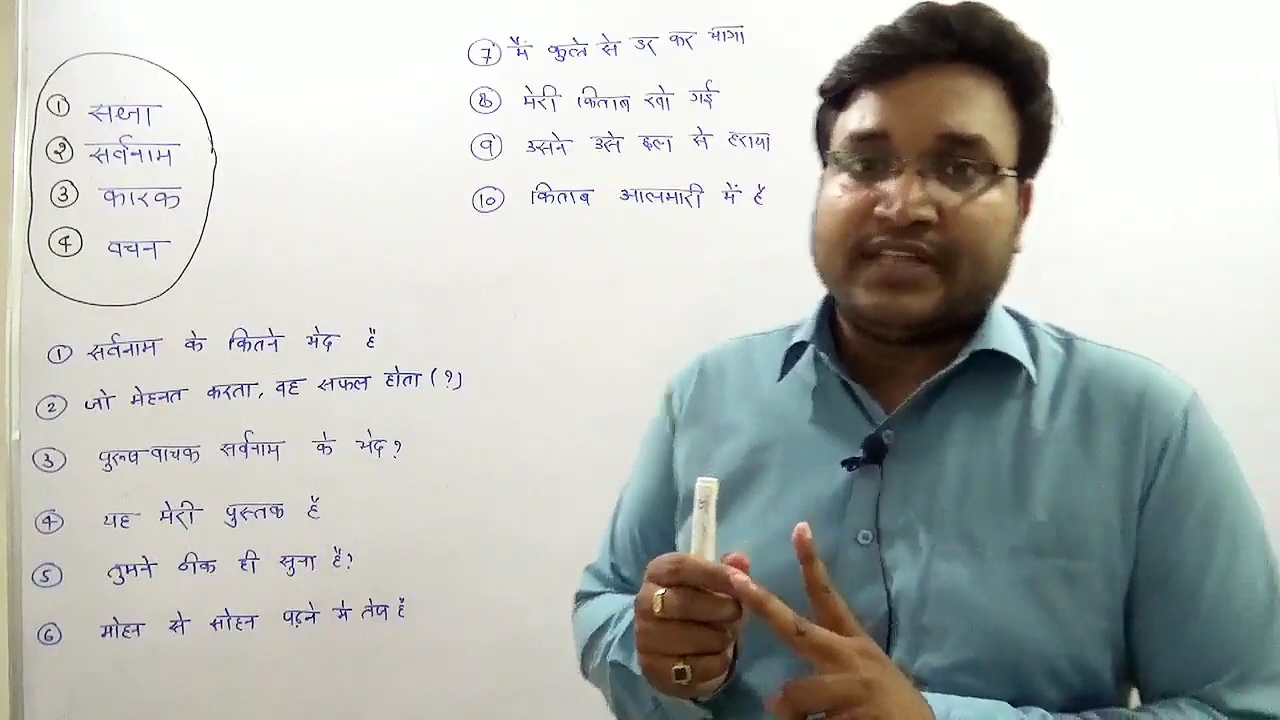 ① सज्ञा
② सर्वनाम
③ कारक
④ वचन
① सर्वनाम के कितने भेद है
② जो मेहनत करता, वह सफल होता (?)
③ पुरुषवाचक सर्वनाम के भेद?
④ यह मेरी पुस्तक है
⑤ तुमने ठीक ही सुना है?
⑥ मोहन से सोहन पढ़ने मे तेज है
⑦ मैं कुत्ते से डर कर भागा
⑧ मेरी किताब खो गई
⑨ उसने उसे से हराया
⑩ किताब आलमारी में है